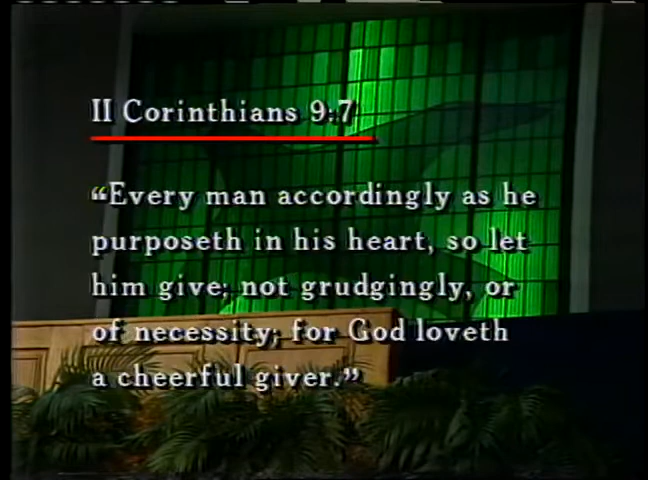 II Corinthians 9:7
“Every man accordingly as he
purposeth in his heart, so let
him give; not grudgingly, or
of necessity; for God loveth
a cheerful giver.”